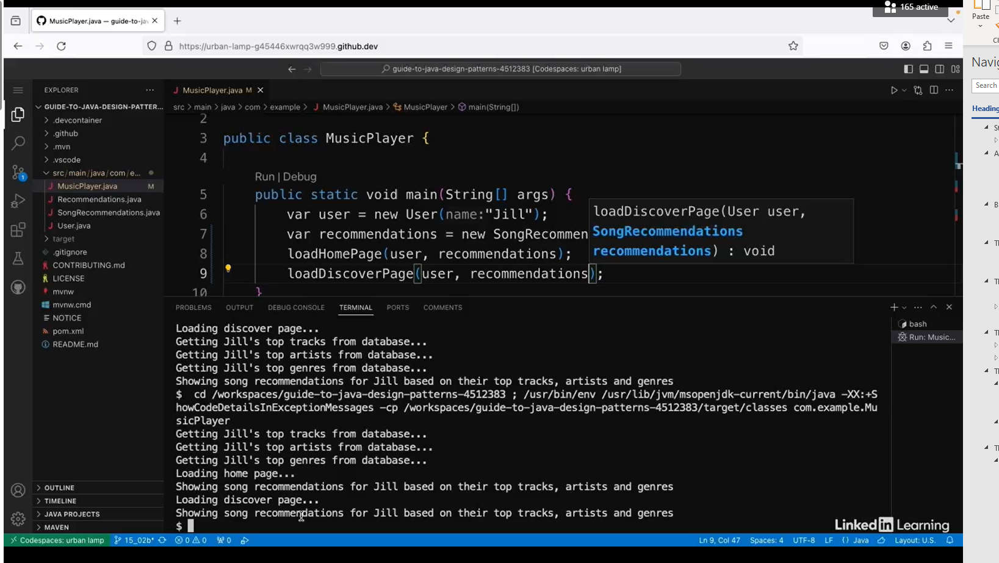 165 active
MusicPlayer.java — guide-to-jav
https://urban-lamp-g45446xwrqq3w999.github.dev
guide-to-java-design-patterns-4512383 [Codespaces: urban lamp]
EXPLORER
MusicPlayer.java M
GUIDE-TO-JAVA-DESIGN-PATTER...
src > main > java > com > example > MusicPlayer.java > MusicPlayer > main(String[])
.devcontainer
.github
.mvn
.vscode
src/main/java/com/e...
MusicPlayer.java M
Recommendations.java
SongRecommendations.java
User.java
target
.gitignore
CONTRIBUTING.md
LICENSE
mvnw
mvnw.cmd
NOTICE
pom.xml
README.md
OUTLINE
TIMELINE
JAVA PROJECTS
MAVEN
2
3 public class MusicPlayer {
4
Run | Debug
5 public static void main(String[] args) {
6 var user = new User(name:"Jill");
7 var recommendations = new SongRecommen
8 loadHomePage(user, recommendations);
9 loadDiscoverPage(user, recommendations);
10 }
loadDiscoverPage(User user,
SongRecommendations
recommendations) : void
PROBLEMS OUTPUT DEBUG CONSOLE TERMINAL PORTS COMMENTS
bash
Run: Music...
Loading discover page...
Getting Jill's top tracks from database...
Getting Jill's top artists from database...
Getting Jill's top genres from database...
Showing song recommendations for Jill based on their top tracks, artists and genres
$ cd /workspaces/guide-to-java-design-patterns-4512383 ; /usr/bin/env /usr/lib/jvm/msopenjdk-current/bin/java -XX:+S
howCodeDetailsInExceptionMessages -cp /workspaces/guide-to-java-design-patterns-4512383/target/classes com.example.Mu
sicPlayer
Getting Jill's top tracks from database...
Getting Jill's top artists from database...
Getting Jill's top genres from database...
Loading home page...
Showing song recommendations for Jill based on their top tracks, artists and genres
Loading discover page...
Showing song recommendations for Jill based on their top tracks, artists and genres
$
LinkedIn Learning
Codespaces: urban lamp 15_02b* 0 0 0 Ln 9, Col 47 Spaces: 4 UTF-8 LF {} Java Layout: U.S.
1
Paste
Search